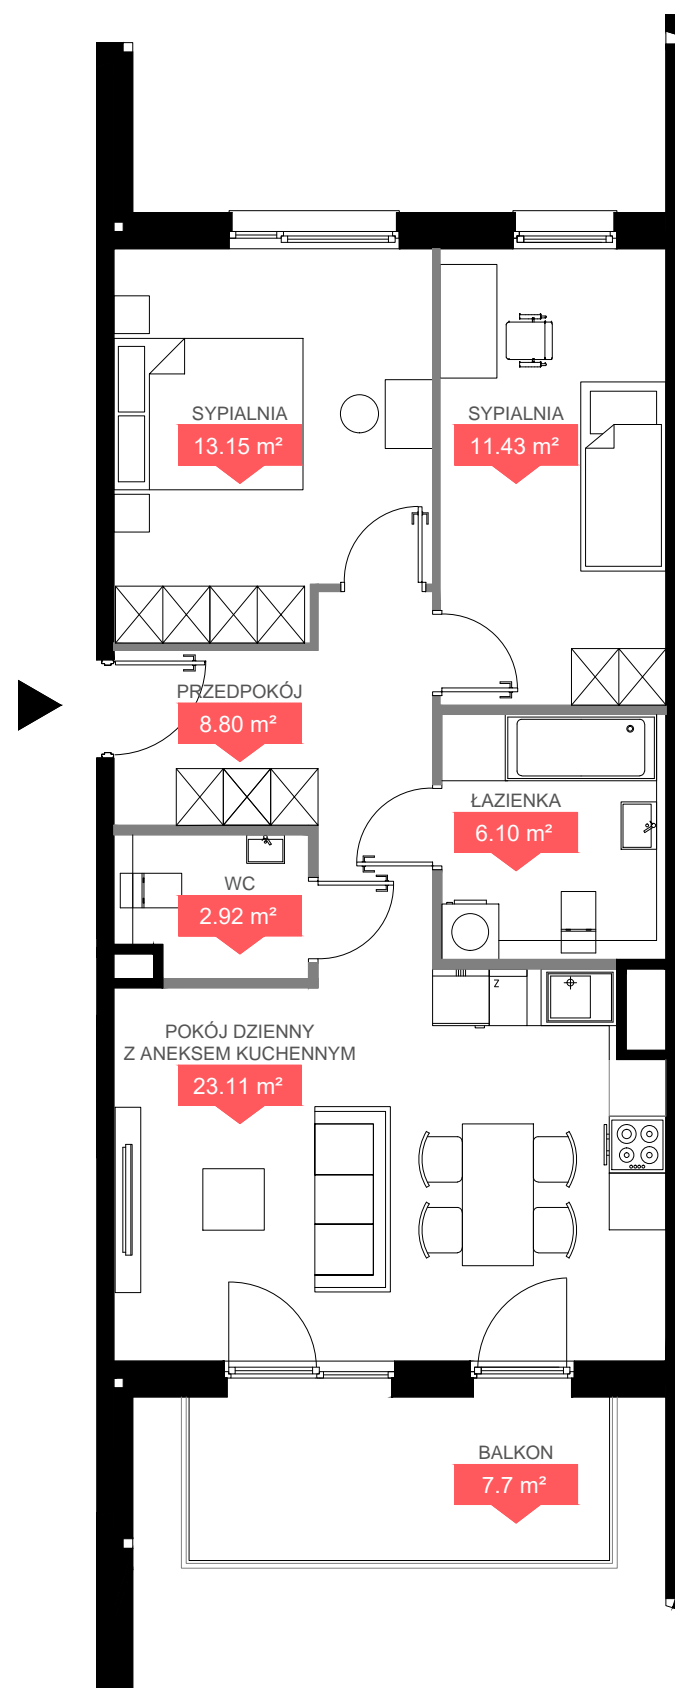 SYPIALNIA
13.15 m²
SYPIALNIA
11.43 m²
PRZEDPOKÓJ
8.80 m²
ŁAZIENKA
6.10 m²
WC
2.92 m²
Z
POKÓJ DZIENNY
Z ANEKSEM KUCHENNYM
23.11 m²
BALKON
7.7 m²